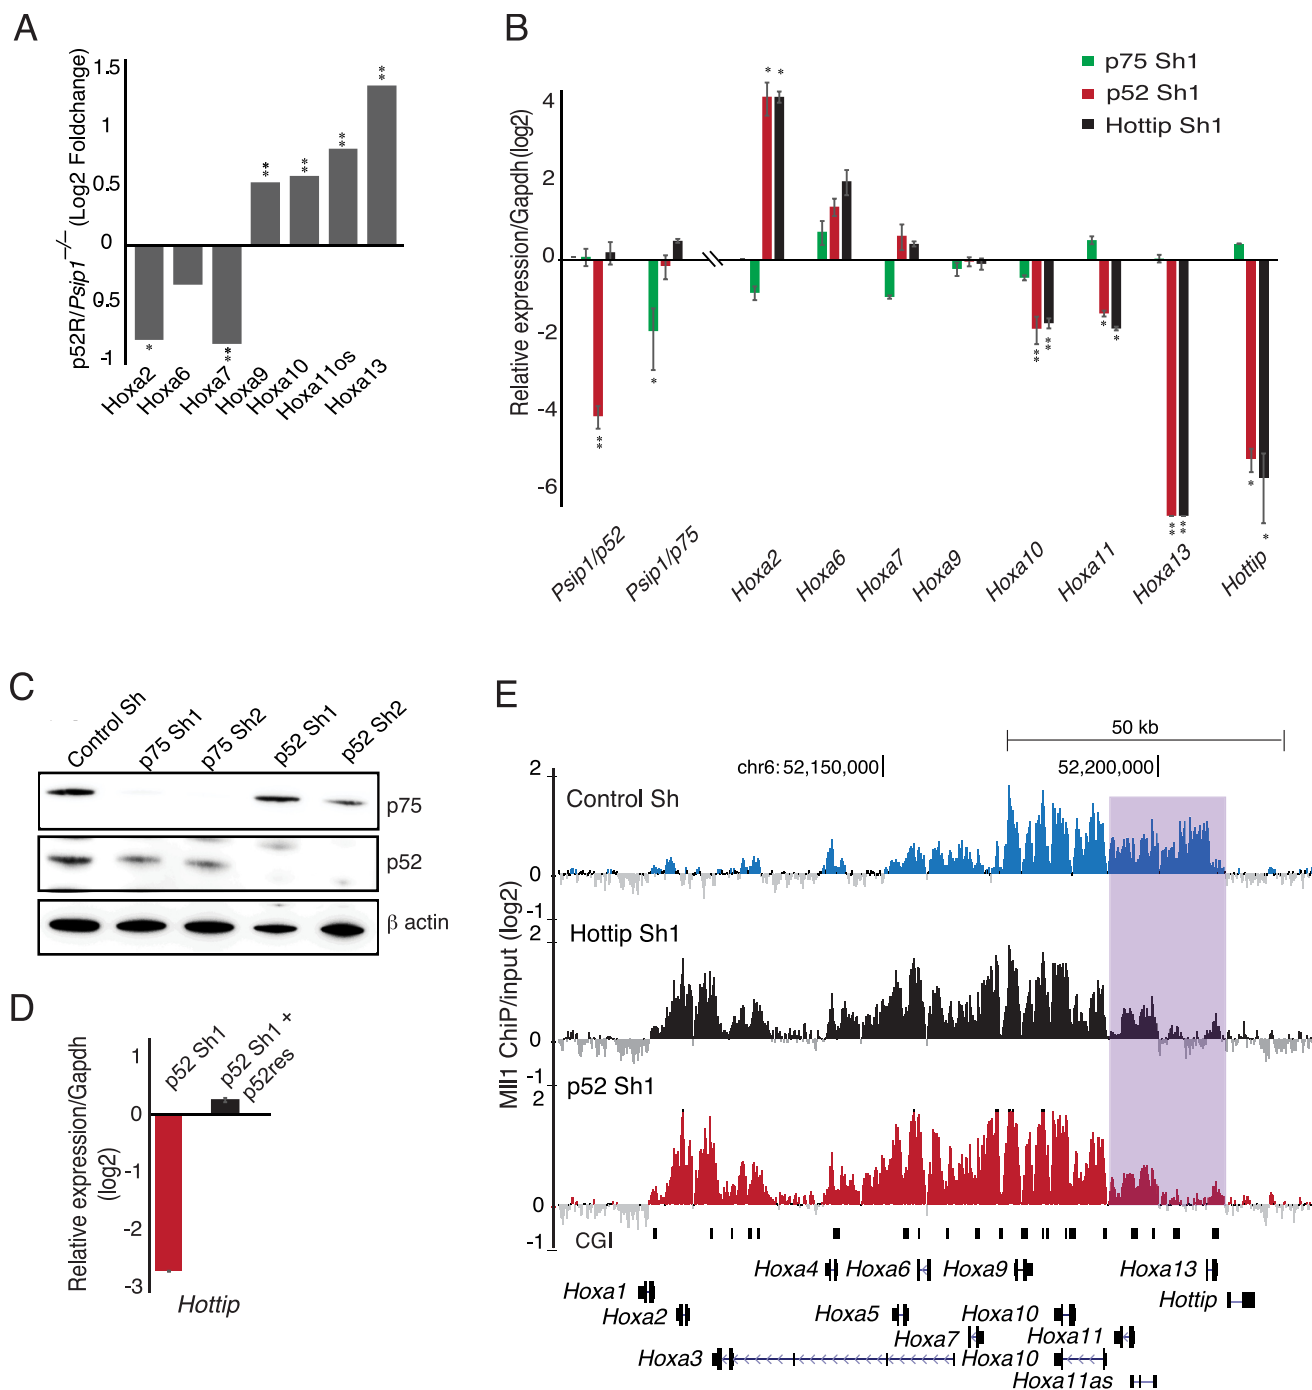 A
p52R/Psip1−/− (Log2 Foldchange)
1.5
1
0.5
0
0.5
-1
**
**
**
**
*
**
Hoxa2
Hoxa6
Hoxa7
Hoxa9
Hoxa10
Hoxa11os
Hoxa13
B
Relative expression/Gapdh (log2)
4
2
0
-2
-4
-6
p75 Sh1
p52 Sh1
Hottip Sh1
* *
**
*
** **
* *
** **
* *
Psip1/p52
Psip1/p75
Hoxa2
Hoxa6
Hoxa7
Hoxa9
Hoxa10
Hoxa11
Hoxa13
Hottip
C
Control Sh
p75 Sh1
p75 Sh2
p52 Sh1
p52 Sh2
p75
p52
β actin
D
Relative expression/Gapdh
(log2)
1
0
-1
-2
-3
p52 Sh1
p52 Sh1 +
p52res
Hottip
E
50 kb
chr6: 52,150,000
52,200,000
Mll1 ChiP/input (log2)
2
Control Sh
0
-1
2
Hottip Sh1
0
-1
2
p52 Sh1
0
-1
CGI
Hoxa4
Hoxa6
Hoxa9
Hoxa13
Hoxa1
Hottip
Hoxa2
Hoxa5
Hoxa10
Hoxa7
Hoxa11
Hoxa3
Hoxa10
Hoxa11as